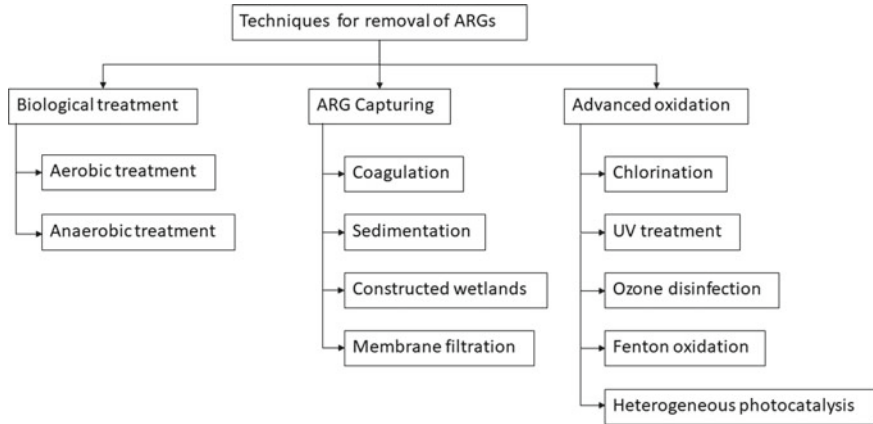 Techniques for removal of ARGs
Biological treatment
Aerobic treatment
Anaerobic treatment
ARG Capturing
Coagulation
Sedimentation
Constructed wetlands
Membrane filtration
Advanced oxidation
Chlorination
UV treatment
Ozone disinfection
Fenton oxidation
Heterogeneous photocatalysis